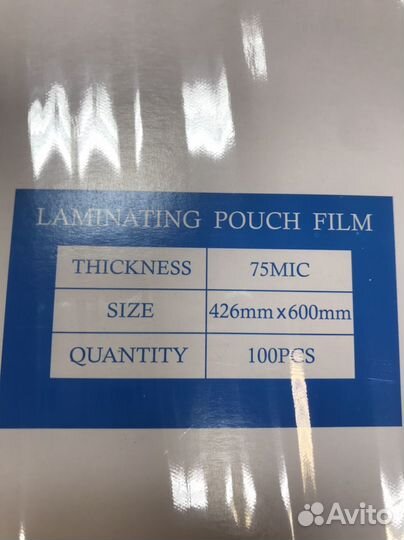 LAMINATING POUCH FILM
THICKNESS 75MIC
SIZE 426mm×600mm
QUANTITY 100PCS
Avito